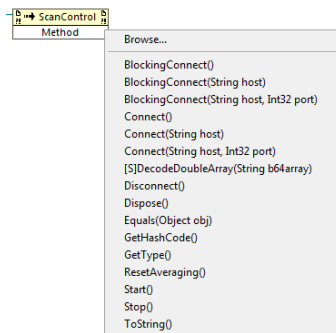 ScanControl
Method
Browse...
BlockingConnect()
BlockingConnect(String host)
BlockingConnect(String host, Int32 port)
Connect()
Connect(String host)
Connect(String host, Int32 port)
[S]DecodeDoubleArray(String b64array)
Disconnect()
Dispose()
Equals(Object obj)
GetHashCode()
GetType()
ResetAveraging()
Start()
Stop()
ToString()